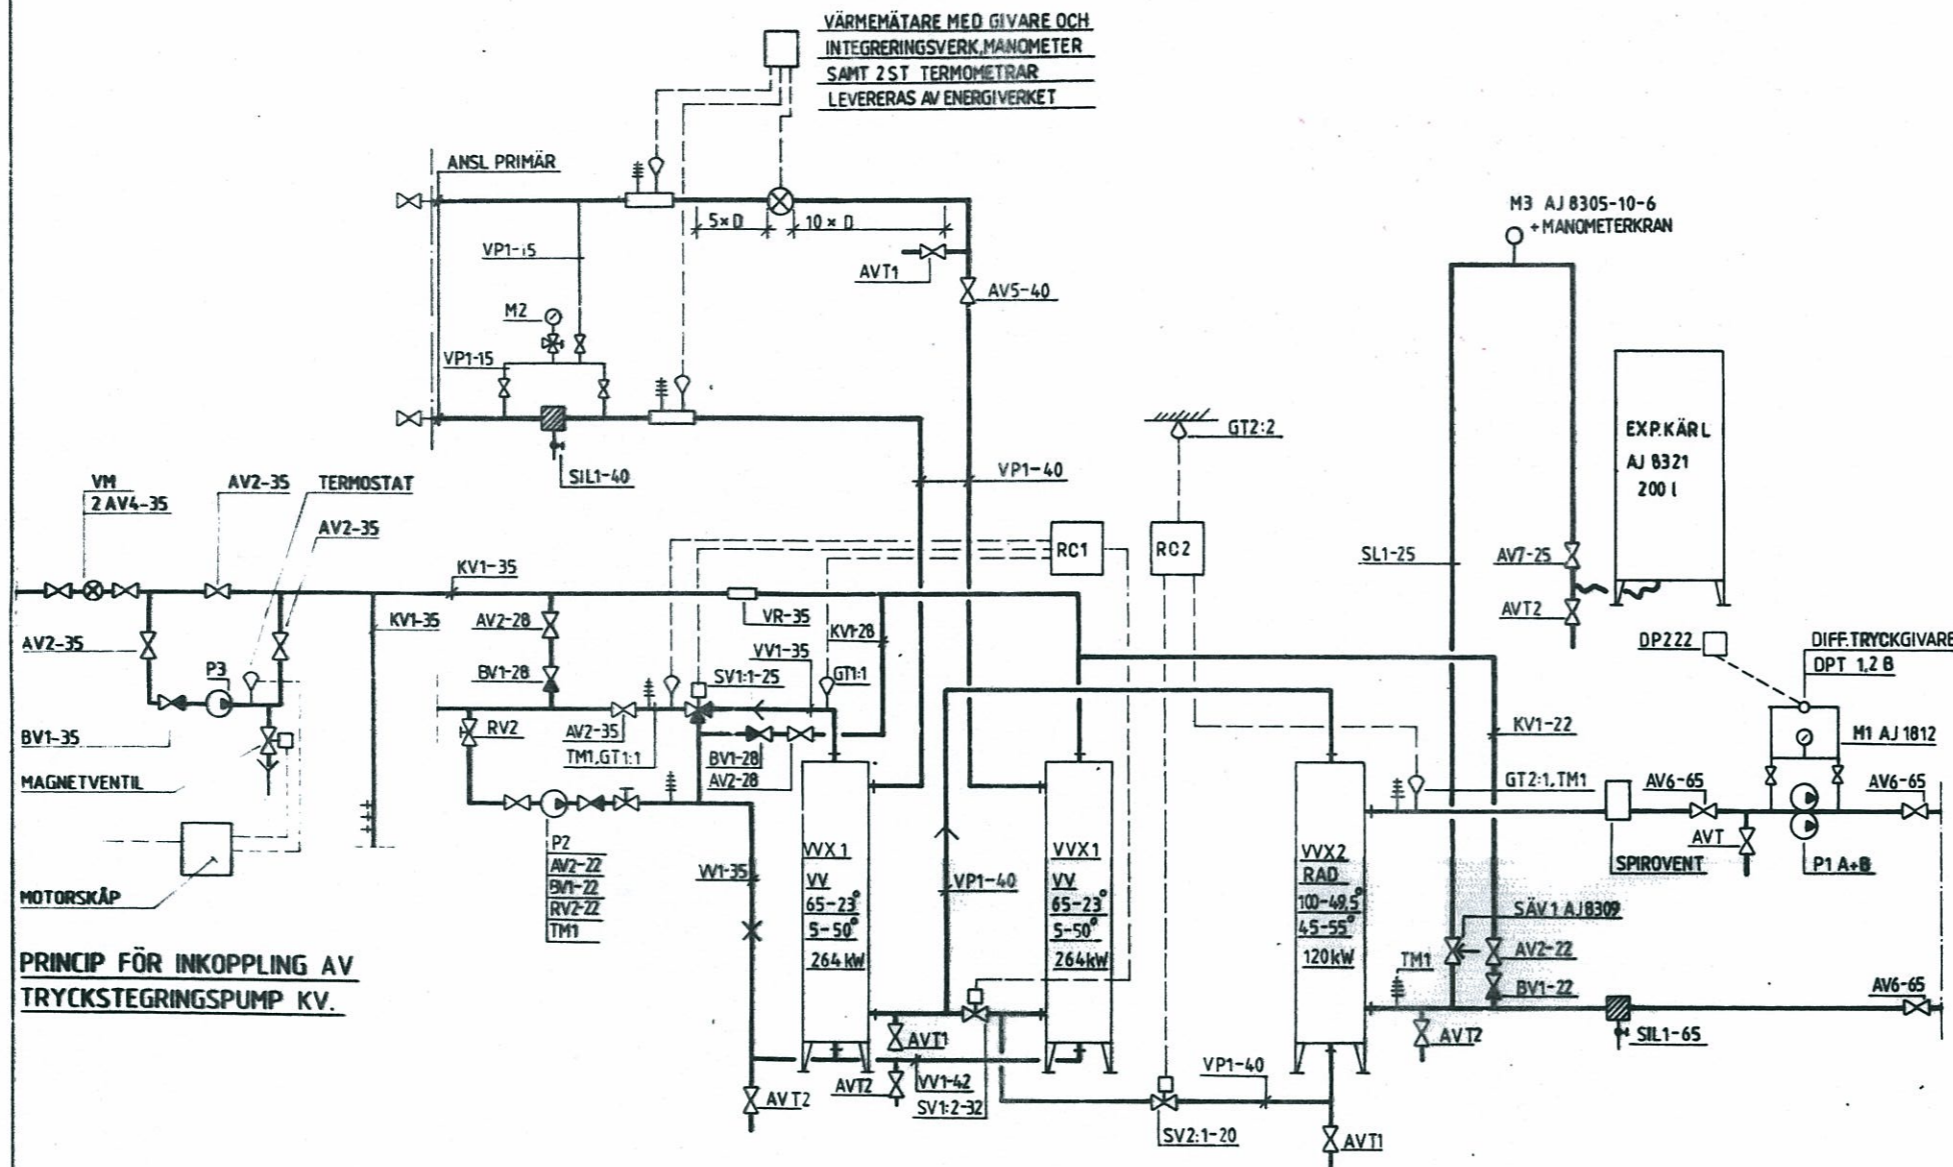 VÄRMEMÄTARE MED GIVARE OCH
INTEGRERINGSVERK,MANOMETER
SAMT 2ST TERMOMETRAR
LEVERERAS AV ENERGIVERKET
ANSL PRIMÄR
5×D
10 × D
VP1-15
AVT1
AV5-40
M2
VP1-15
SIL1-40
VP1-40
M3 AJ 8305-10-6
+MANOMETERKRAN
GT2:2
EXP.KÄRL
AJ 8321
200 l
VM
2 AV4-35
AV2-35
TERMOSTAT
AV2-35
RC1
RC2
SL1-25
AV7-25
AVT2
KV1-35
KV1-35
AV2-28
VR-35
KV1-28
AV2-35
P3
BV1-28
VV1-35
SV1:1-25
GT1:1
DP222
DIFF.TRYCKGIVARE
DPT 1,2 B
BV1-35
RV2
AV2-35
TM1,GT1:1
BV1-28
AV2-28
KV1-22
M1 AJ 1812
MAGNETVENTIL
GT2:1,TM1
AV6-65
AV6-65
AVT
MOTORSKÅP
P2
AV2-22
BV1-22
RV2-22
TM1
VV1-35
VVX1
VV
65-23°
5-50°
264 kW
VP1-40
VVX1
VV
65-23°
5-50°
264kW
VVX2
RAD
100-49,5°
45-55°
120kW
SPIROVENT
P1 A+B
SÄV1 AJ8309
TM1
AV2-22
BV1-22
AV6-65
PRINCIP FÖR INKOPPLING AV
TRYCKSTEGRINGSPUMP KV.
AVT1
AVT2
SIL1-65
AVT2
VV1-42
VP1-40
AVT2
SV1:2-32
SV2:1-20
AVT1